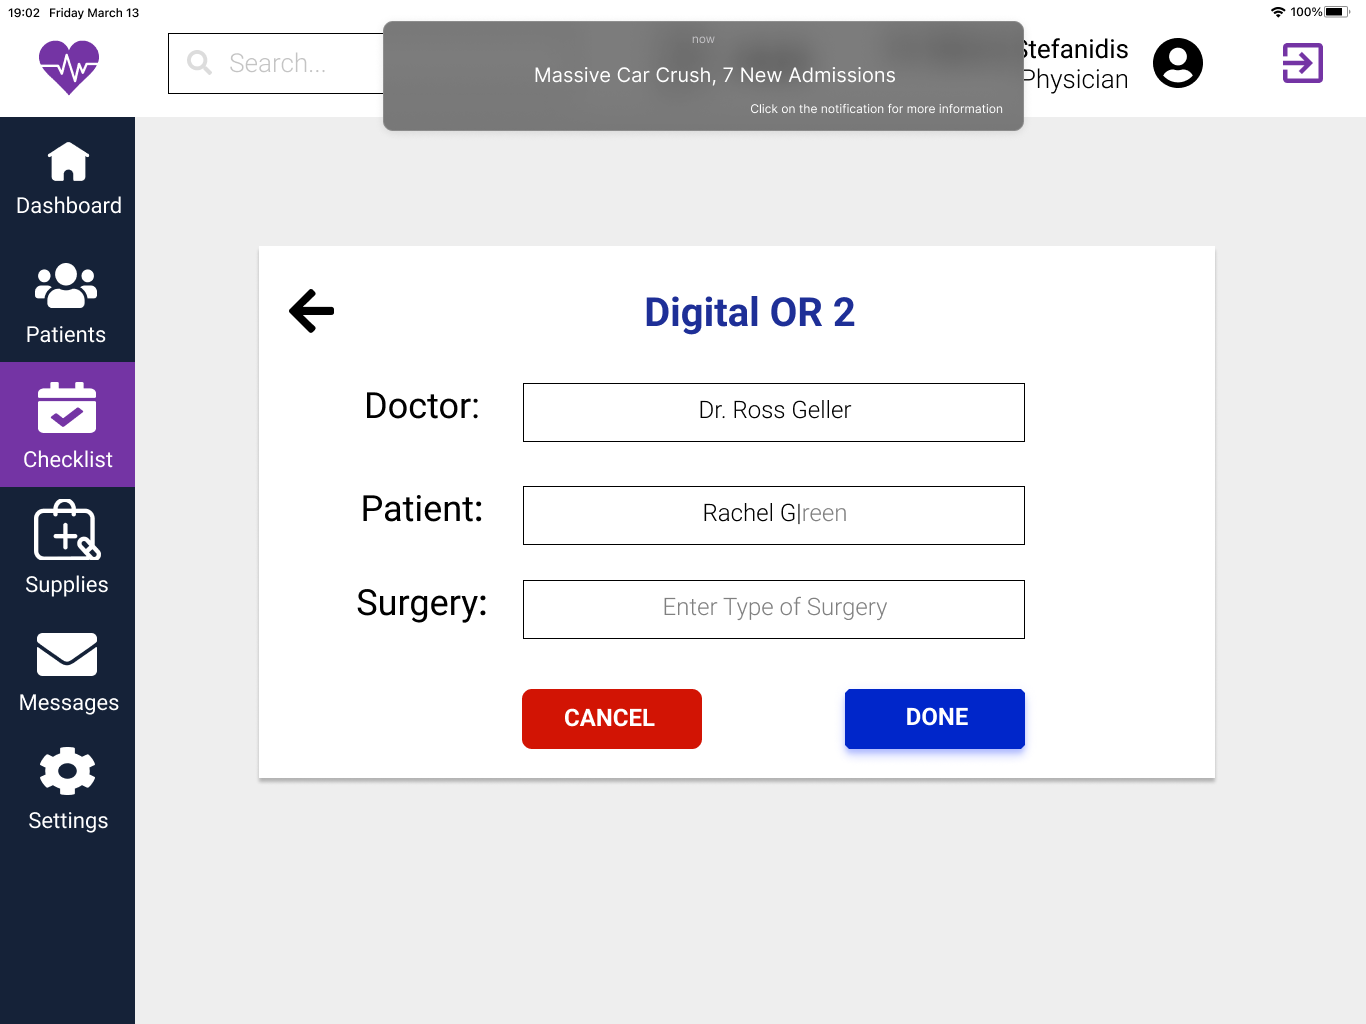 19:02 Friday March 13
100%
Search...
now
Massive Car Crush, 7 New Admissions
Click on the notification for more information
Stefanidis
Physician
Dashboard
Patients
Checklist
Supplies
Messages
Settings
Digital OR 2
Doctor:
Dr. Ross Geller
Patient:
Rachel Green
Surgery:
Enter Type of Surgery
CANCEL
DONE